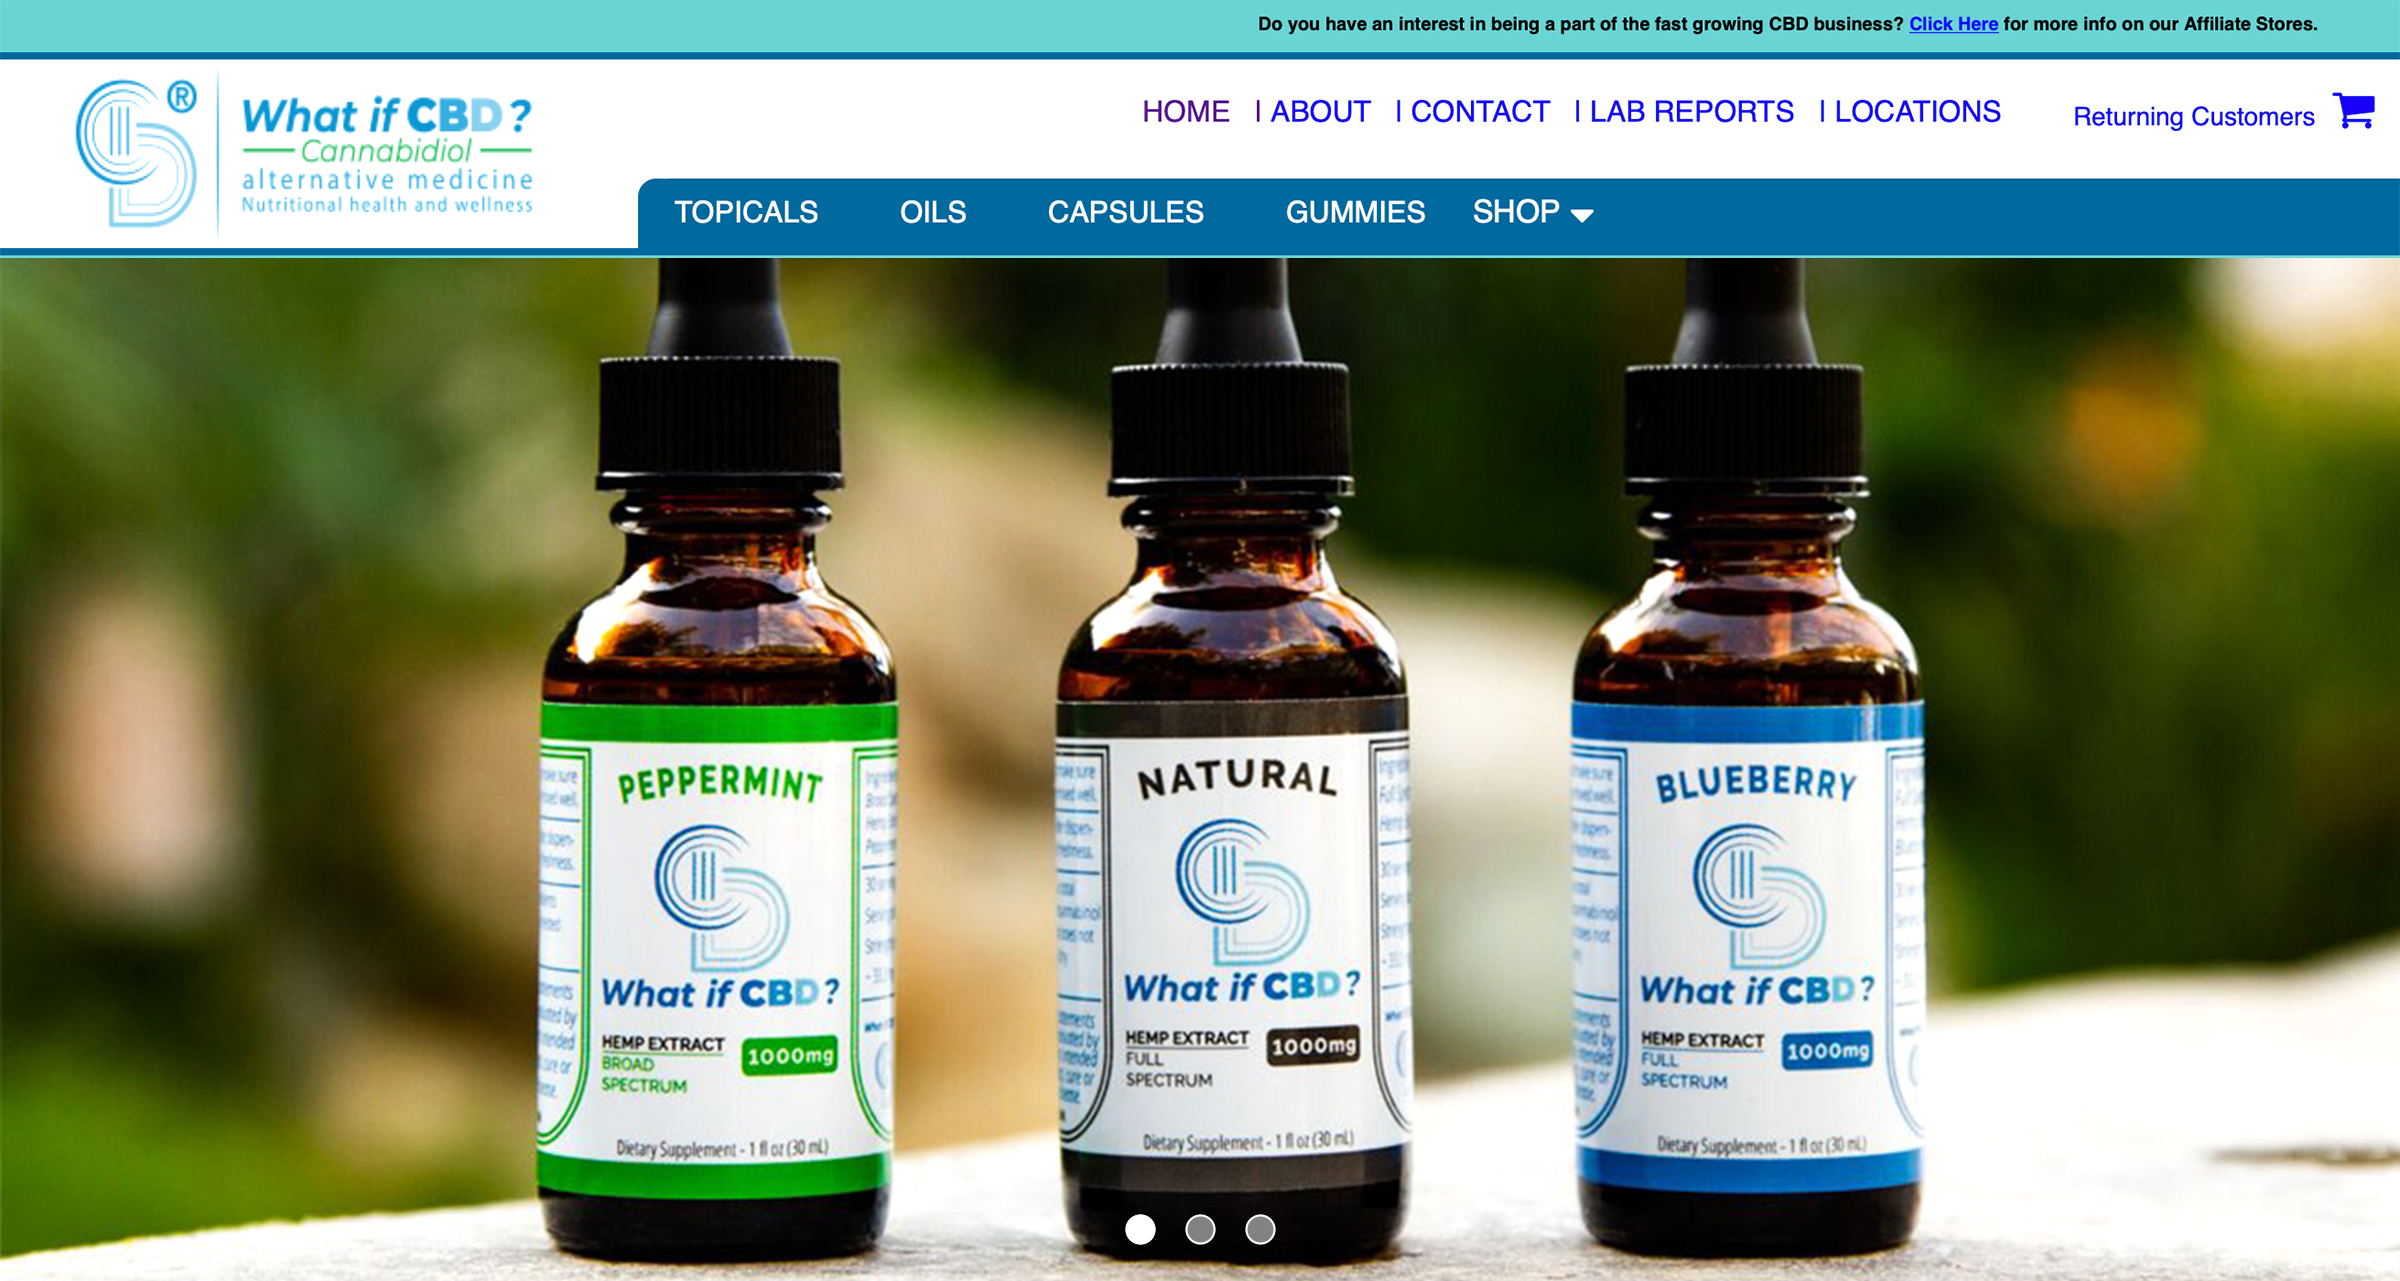 Do you have an interest in being a part of the fast growing CBD business? Click Here for more info on our Affiliate Stores.
®
What if CBD?
Cannabidiol
alternative medicine
Nutritional health and wellness
HOME | ABOUT | CONTACT | LAB REPORTS | LOCATIONS
Returning Customers
TOPICALS OILS CAPSULES GUMMIES SHOP
PEPPERMINT
What if CBD?
HEMP EXTRACT
BROAD
SPECTRUM
1000mg
Dietary Supplement - 1 fl oz (30 mL)
NATURAL
What if CBD?
HEMP EXTRACT
FULL
SPECTRUM
1000mg
Dietary Supplement - 1 fl oz (30 mL)
BLUEBERRY
What if CBD?
HEMP EXTRACT
FULL
SPECTRUM
1000mg
Dietary Supplement - 1 fl oz (30 mL)